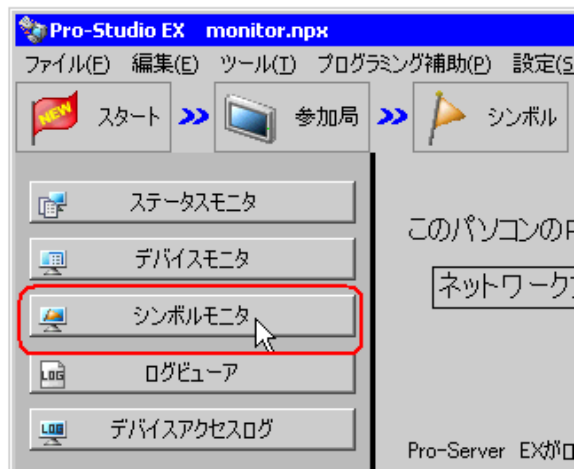 Pro-Studio EX monitor.npx
ファイル(F) 編集(E) ツール(T) プログラミング補助(P) 設定(S
NEW スタート 参加局 シンボル
ステータスモニタ
デバイスモニタ
シンボルモニタ
LOG ログビューア
LOG デバイスアクセスログ
このパソコンの
ネットワーク
Pro-Server EXが